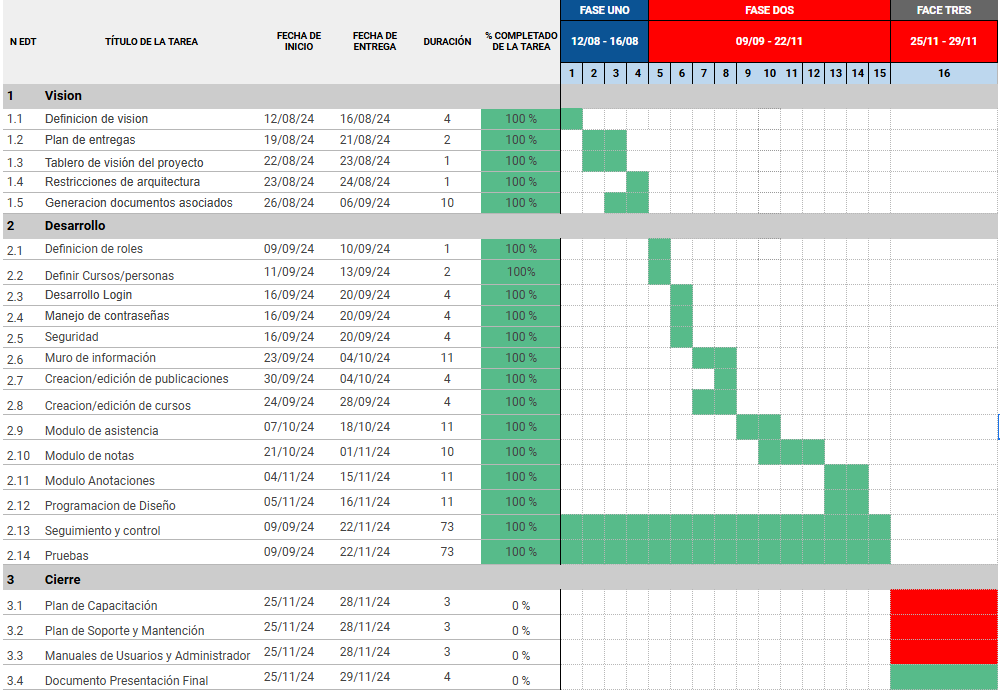 FASE UNO FASE DOS FACE TRES
N EDT TÍTULO DE LA TAREA FECHA DE INICIO FECHA DE ENTREGA DURACIÓN % COMPLETADO DE LA TAREA 12/08 - 16/08 09/09 - 22/11 25/11 - 29/11
1 2 3 4 5 6 7 8 9 10 11 12 13 14 15 16
1 Vision
1.1 Definicion de vision 12/08/24 16/08/24 4 100 %
1.2 Plan de entregas 19/08/24 21/08/24 2 100 %
1.3 Tablero de visión del proyecto 22/08/24 23/08/24 1 100 %
1.4 Restricciones de arquitectura 23/08/24 24/08/24 1 100 %
1.5 Generacion documentos asociados 26/08/24 06/09/24 10 100 %
2 Desarrollo
2.1 Definicion de roles 09/09/24 10/09/24 1 100 %
2.2 Definir Cursos/personas 11/09/24 13/09/24 2 100%
2.3 Desarrollo Login 16/09/24 20/09/24 4 100 %
2.4 Manejo de contraseñas 16/09/24 20/09/24 4 100 %
2.5 Seguridad 16/09/24 20/09/24 4 100 %
2.6 Muro de información 23/09/24 04/10/24 11 100 %
2.7 Creacion/edición de publicaciones 30/09/24 04/10/24 4 100 %
2.8 Creacion/edición de cursos 24/09/24 28/09/24 4 100 %
2.9 Modulo de asistencia 07/10/24 18/10/24 11 100 %
2.10 Modulo de notas 21/10/24 01/11/24 10 100 %
2.11 Modulo Anotaciones 04/11/24 15/11/24 11 100 %
2.12 Programacion de Diseño 05/11/24 16/11/24 11 100 %
2.13 Seguimiento y control 09/09/24 22/11/24 73 100 %
2.14 Pruebas 09/09/24 22/11/24 73 100 %
3 Cierre
3.1 Plan de Capacitación 25/11/24 28/11/24 3 0 %
3.2 Plan de Soporte y Mantención 25/11/24 28/11/24 3 0 %
3.3 Manuales de Usuarios y Administrador 25/11/24 28/11/24 3 0 %
3.4 Documento Presentación Final 25/11/24 29/11/24 4 0 %